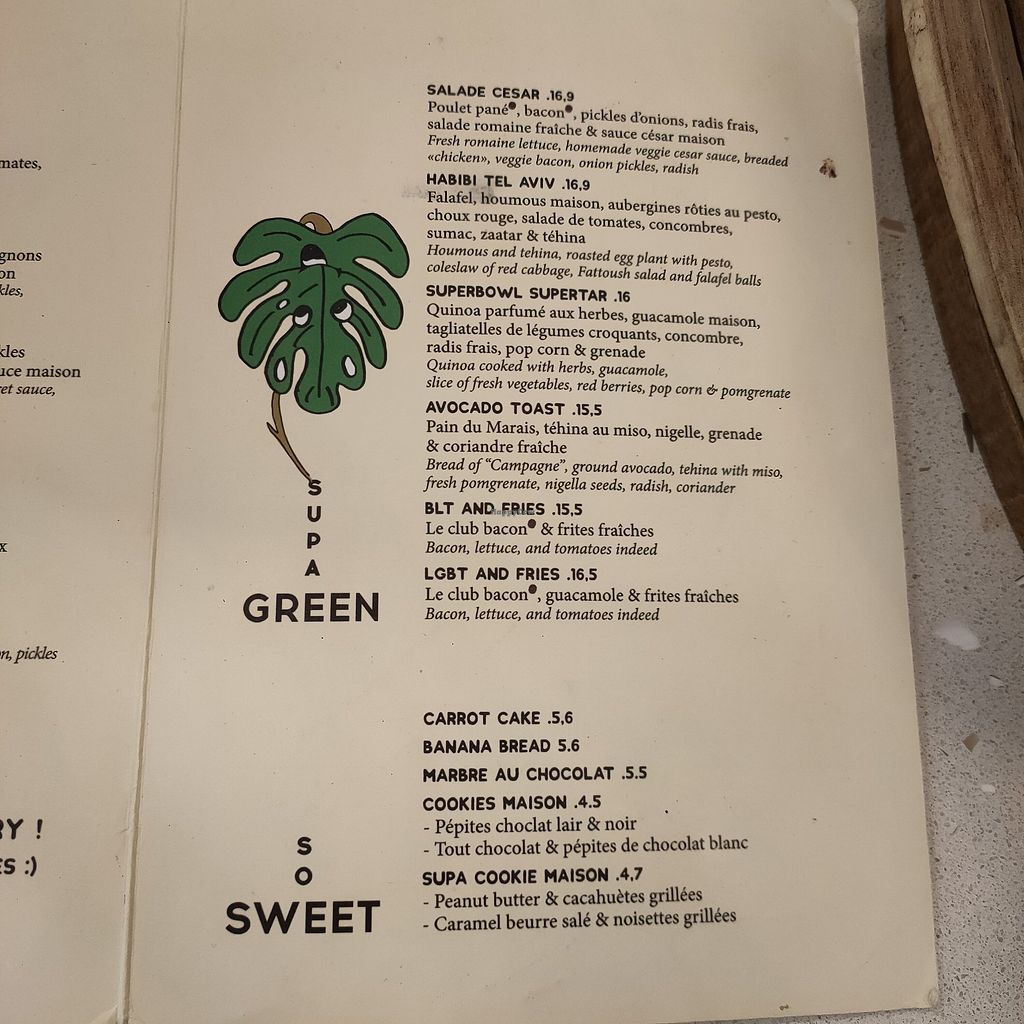 mates,
gnons
on
kles,
kles
uce maison
ret sauce,
x
n, pickles
RY !
ES :)
SALADE CESAR .16,9
Poulet pané, bacon, pickles d'onions, radis frais,
salade romaine fraîche & sauce césar maison
Fresh romaine lettuce, homemade veggie cesar sauce, breaded
«chicken», veggie bacon, onion pickles, radish
HABIBI TEL AVIV .16,9
Falafel, houmous maison, aubergines rôties au pesto,
choux rouge, salade de tomates, concombres,
sumac, zaatar & téhina
Houmous and tehina, roasted egg plant with pesto,
coleslaw of red cabbage, Fattoush salad and falafel balls
SUPERBOWL SUPERTAR .16
Quinoa parfumé aux herbes, guacamole maison,
tagliatelles de légumes croquants, concombre,
radis frais, pop corn & grenade
Quinoa cooked with herbs, guacamole,
slice of fresh vegetables, red berries, pop corn & pomgrenate
AVOCADO TOAST .15,5
Pain du Marais, téhina au miso, nigelle, grenade
& coriandre fraîche
Bread of "Campagne", ground avocado, tehina with miso,
fresh pomgrenate, nigella seeds, radish, coriander
BLT AND FRIES .15,5
Le club bacon & frites fraîches
Bacon, lettuce, and tomatoes indeed
LGBT AND FRIES .16,5
Le club bacon, guacamole & frites fraîches
Bacon, lettuce, and tomatoes indeed
SUPA
GREEN
CARROT CAKE .5,6
BANANA BREAD 5.6
MARBRE AU CHOCOLAT .5.5
COOKIES MAISON .4.5
- Pépites choclat lair & noir
- Tout chocolat & pépites de chocolat blanc
SUPA COOKIE MAISON .4,7
- Peanut butter & cacahuètes grillées
- Caramel beurre salé & noisettes grillées
SO
SWEET